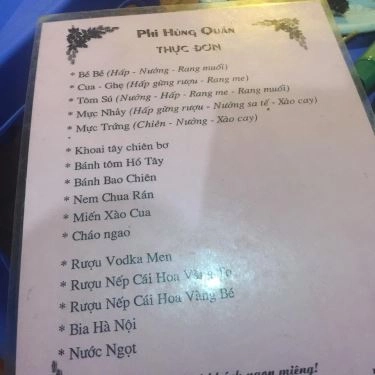 Phi Hùng Quán
THỰC ĐƠN
* Bề Bề (Hấp - Nướng - Rang muối)
* Cua - Ghẹ (Hấp gừng rượu - Rang me)
* Tôm Sú (Nướng - Hấp - Rang me - Rang muối)
* Mực Nhảy (Hấp gừng rượu - Nướng sa tế - Xào cay)
* Mực Trứng (Chiên - Nướng - Xào cay)
* Khoai tây chiên bơ
* Bánh tôm Hồ Tây
* Bánh Bao Chiên
* Nem Chua Rán
* Miến Xào Cua
* Cháo ngao
* Rượu Vodka Men
* Rượu Nếp Cái Hoa Vàng To
* Rượu Nếp Cái Hoa Vàng Bé
* Bia Hà Nội
* Nước Ngọt
khách ngon miệng!